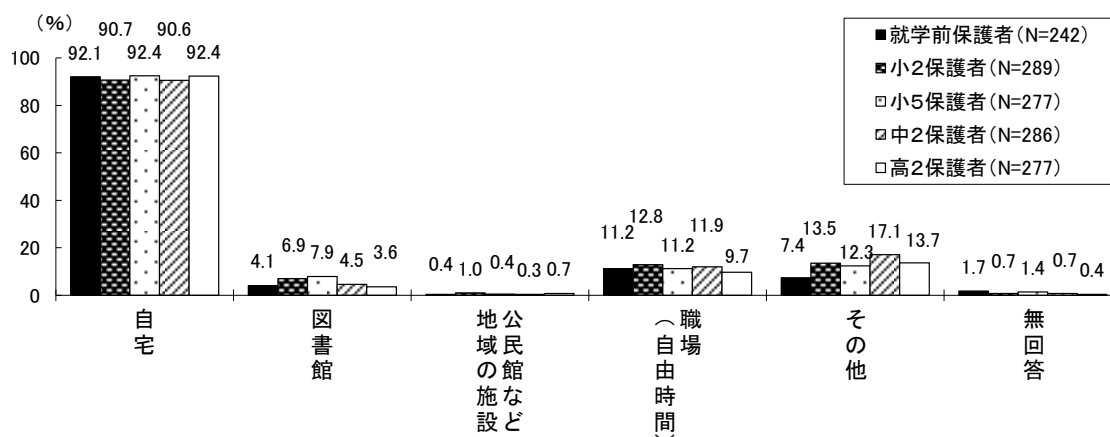 （％）
92.1 90.7 92.4 90.6 92.4
4.1 6.9 7.9 4.5 3.6
0.4 1.0 0.4 0.3 0.7
11.2 12.8 11.2 11.9 9.7
7.4 13.5 12.3 17.1 13.7
1.7 0.7 1.4 0.7 0.4
100
80
60
40
20
0
就学前保護者（N=242）
小２保護者（N=289）
小５保護者（N=277）
中２保護者（N=286）
高２保護者（N=277）
自宅
図書館
公民館など
地域の施設
職場
（自由時間）
その他
無回答